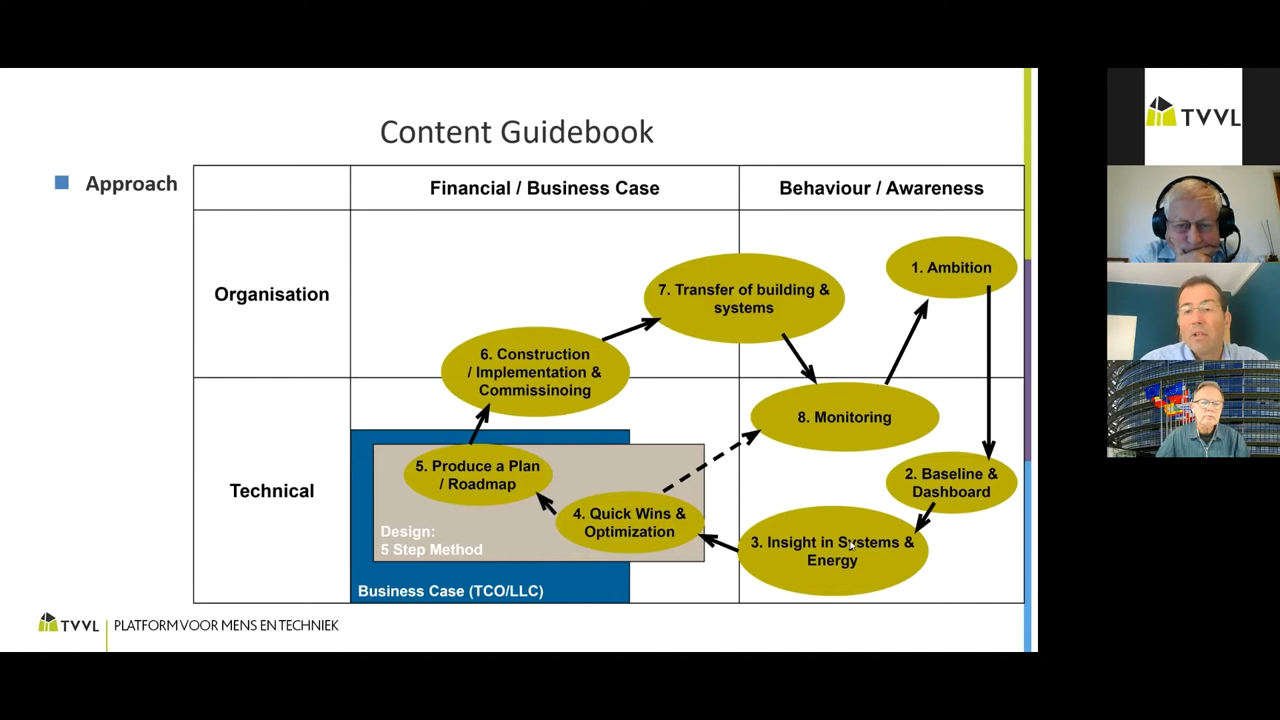 Content Guidebook
Approach
Financial / Business Case
Behaviour / Awareness
Organisation
Technical
1. Ambition
7. Transfer of building &
systems
6. Construction
/ Implementation &
Commissinoing
8. Monitoring
5. Produce a Plan
/ Roadmap
2. Baseline &
Dashboard
4. Quick Wins &
Optimization
3. Insight in Systems &
Energy
Design:
5 Step Method
Business Case (TCO/LLC)
TVVL
PLATFORM VOOR MENS EN TECHNIEK
TVVL